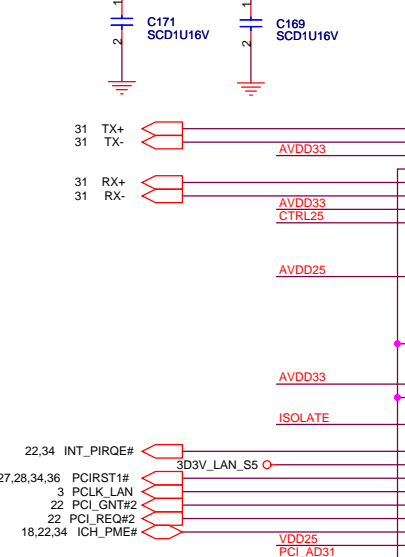 1 1
C171 C169
SCD1U16V SCD1U16V
2 2
31 TX+
31 TX-
AVDD33
31 RX+
31 RX-
AVDD33
CTRL25
AVDD25
AVDD33
ISOLATE
22,34 INT_PIRQE#
3D3V_LAN_S5
27,28,34,36 PCIRST1#
3 PCLK_LAN
22 PCI_GNT#2
22 PCI_REQ#2
18,22,34 ICH_PME#
VDD25
PCI_AD31